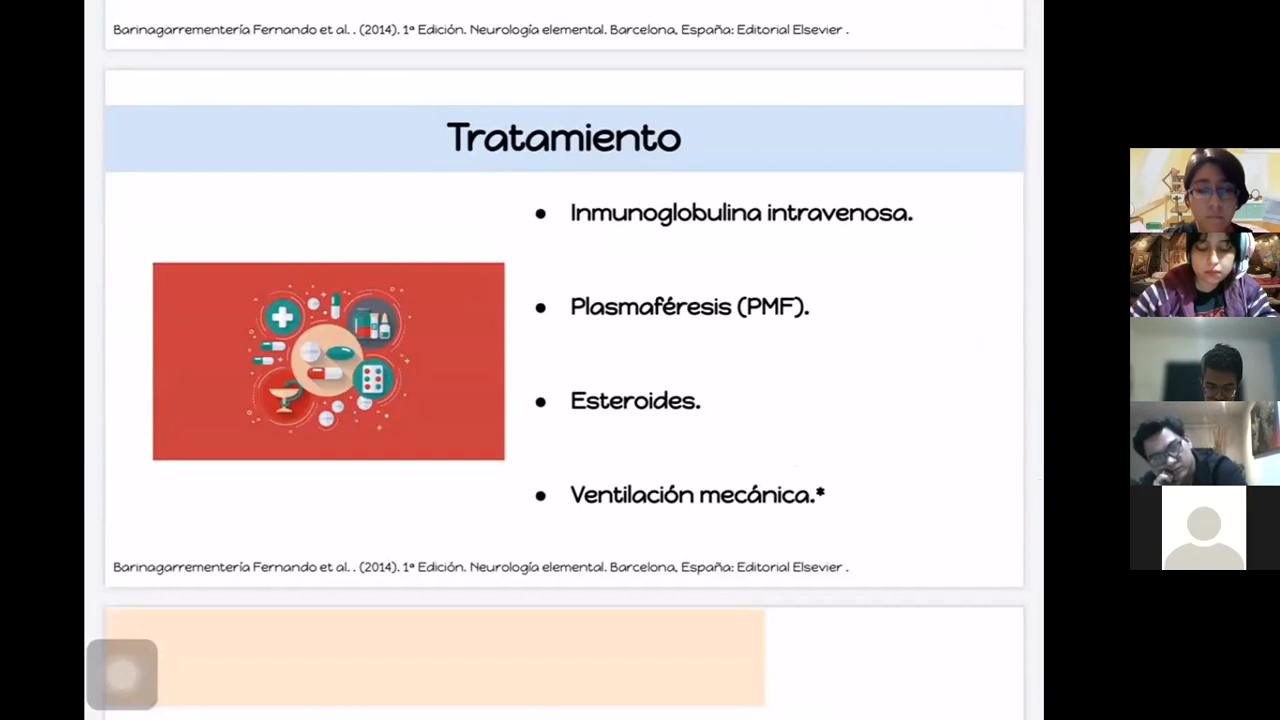 Barinagarrementería Fernando et al. . (2014). 1ª Edición. Neurología elemental. Barcelona, España: Editorial Elsevier .
Tratamiento
● Inmunoglobulina intravenosa.
● Plasmaféresis (PMF).
● Esteroides.
● Ventilación mecánica.*
Barinagarrementería Fernando et al. . (2014). 1ª Edición. Neurología elemental. Barcelona, España: Editorial Elsevier .